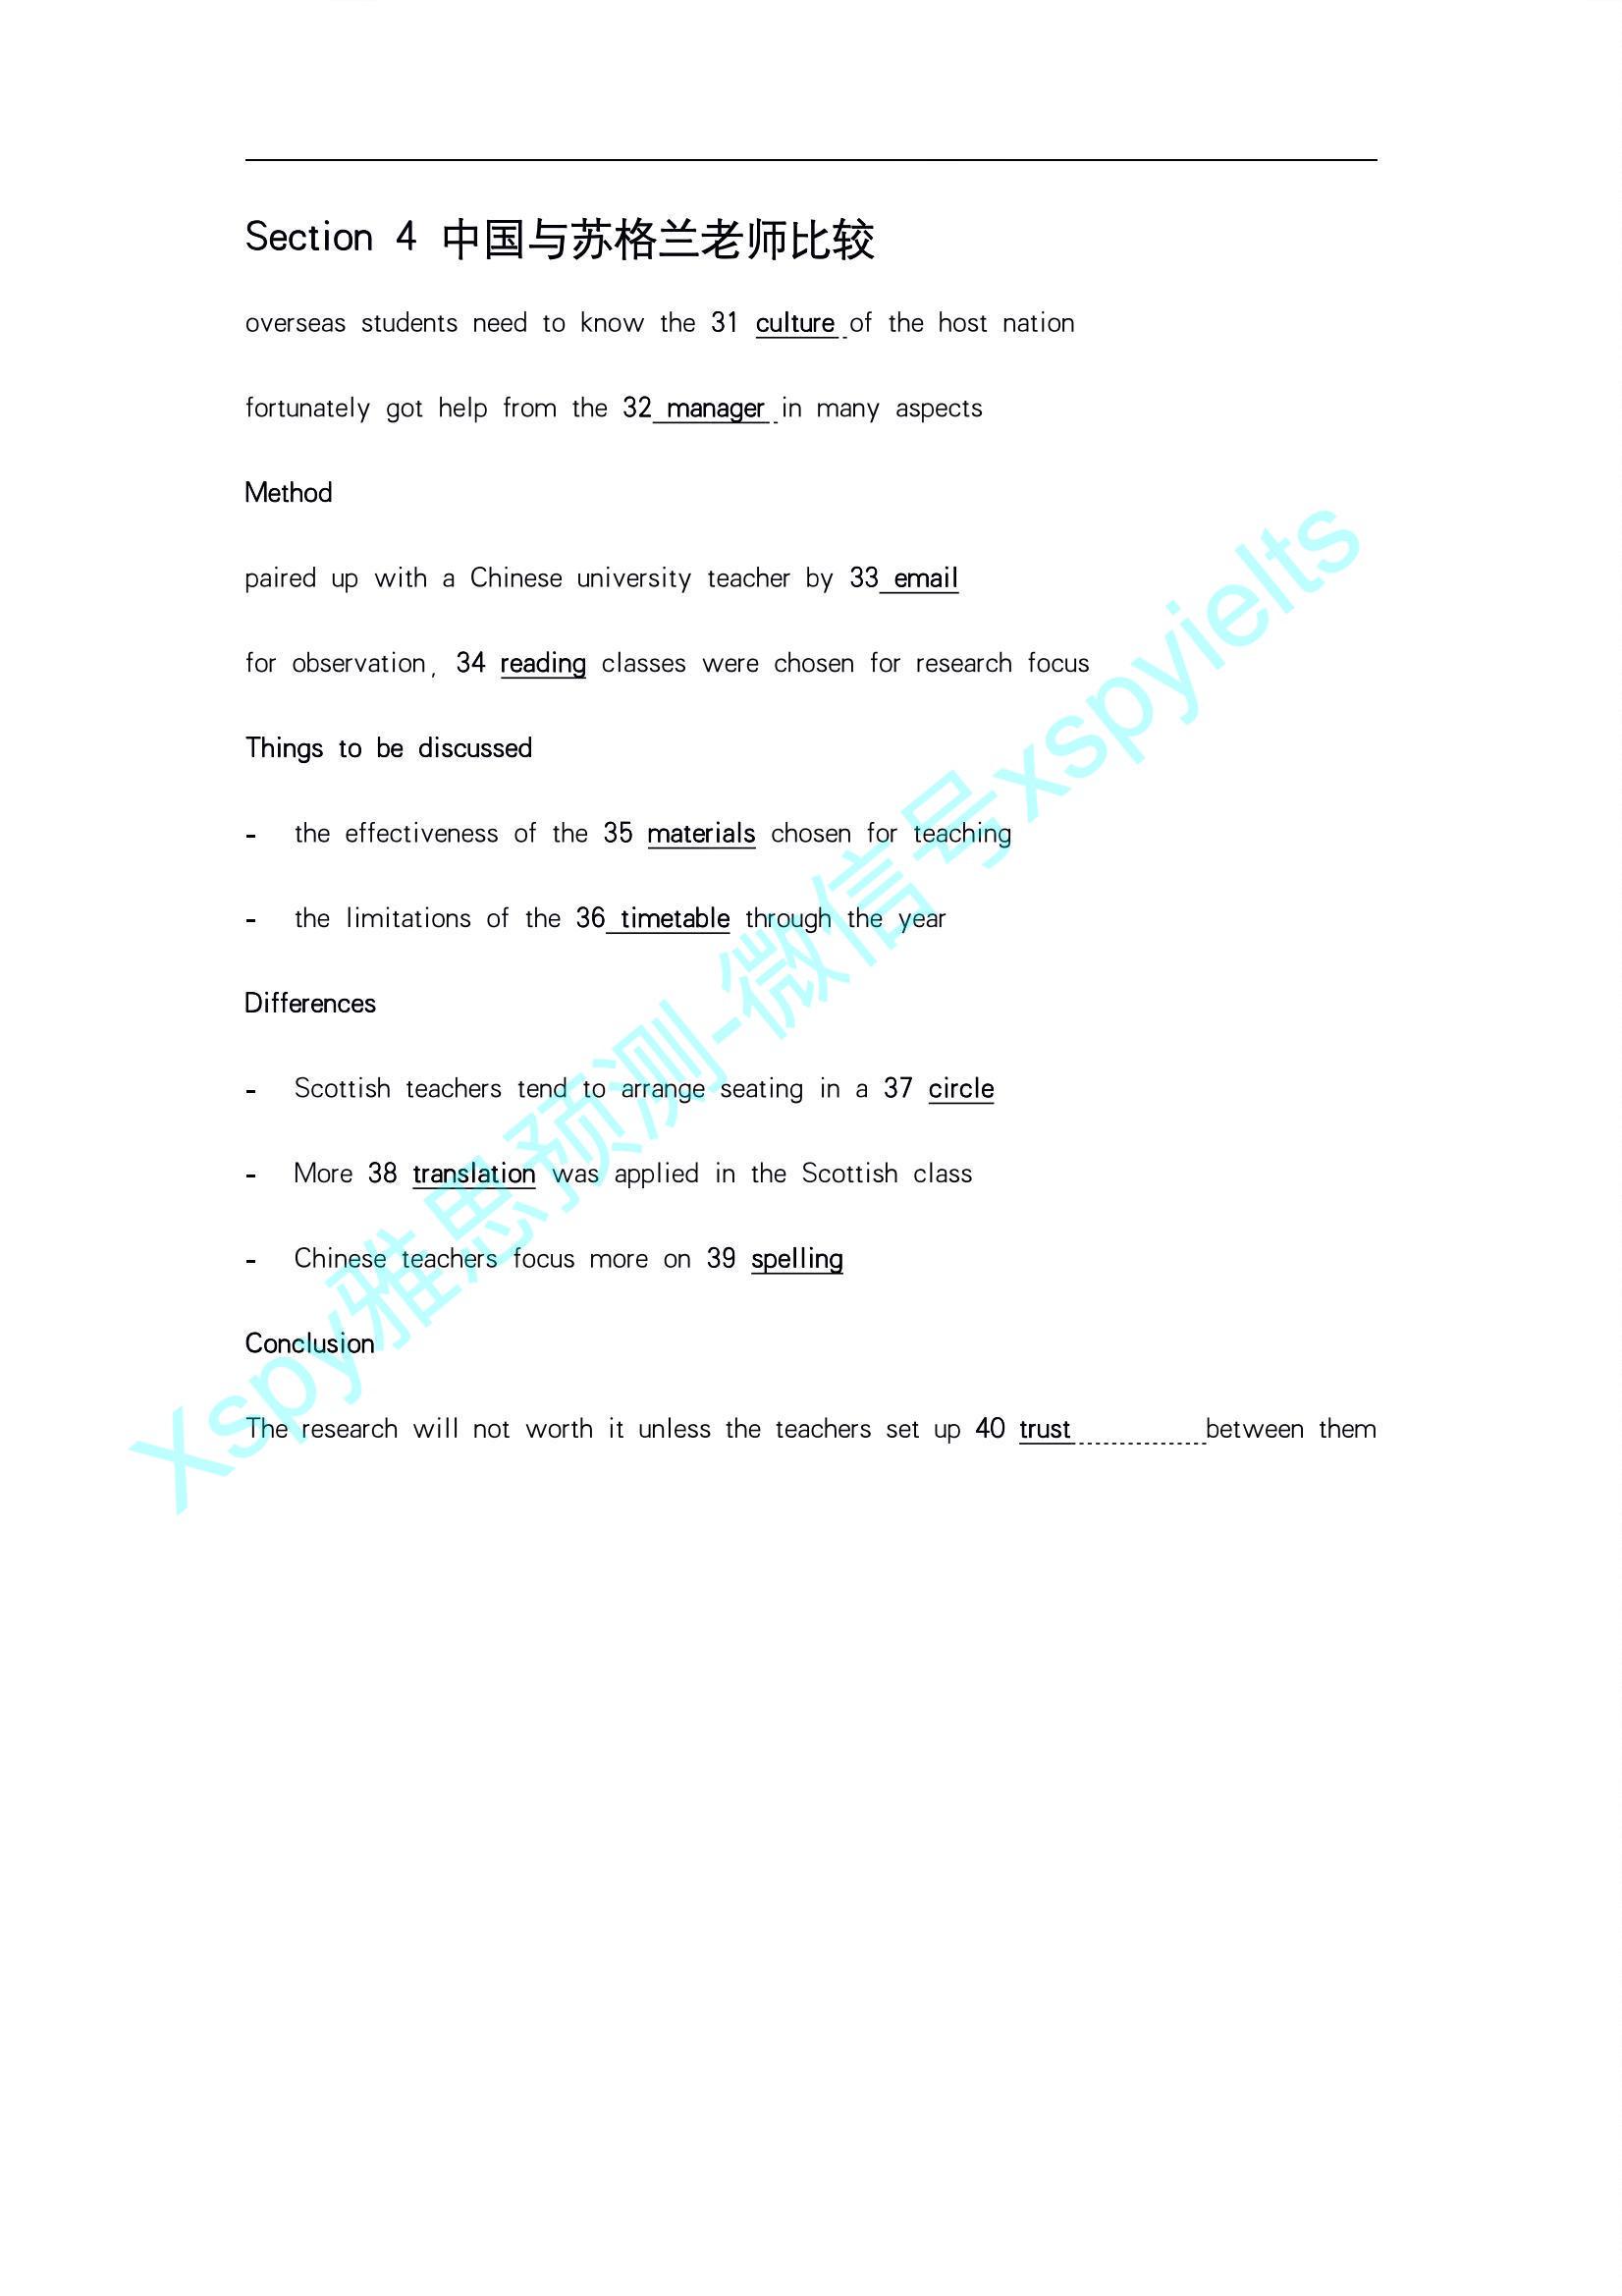 Section 4 中国与苏格兰老师比较
overseas students need to know the 31 culture of the host nation
fortunately got help from the 32 manager in many aspects
Method
paired up with a Chinese university teacher by 33 email
for observation, 34 reading classes were chosen for research focus
Things to be discussed
- the effectiveness of the 35 materials chosen for teaching
- the limitations of the 36 timetable through the year
Differences
- Scottish teachers tend to arrange seating in a 37 circle
- More 38 translation was applied in the Scottish class
- Chinese teachers focus more on 39 spelling
Conclusion
The research will not worth it unless the teachers set up 40 trust between them
Xspy雅思预测-微信号xspyielts